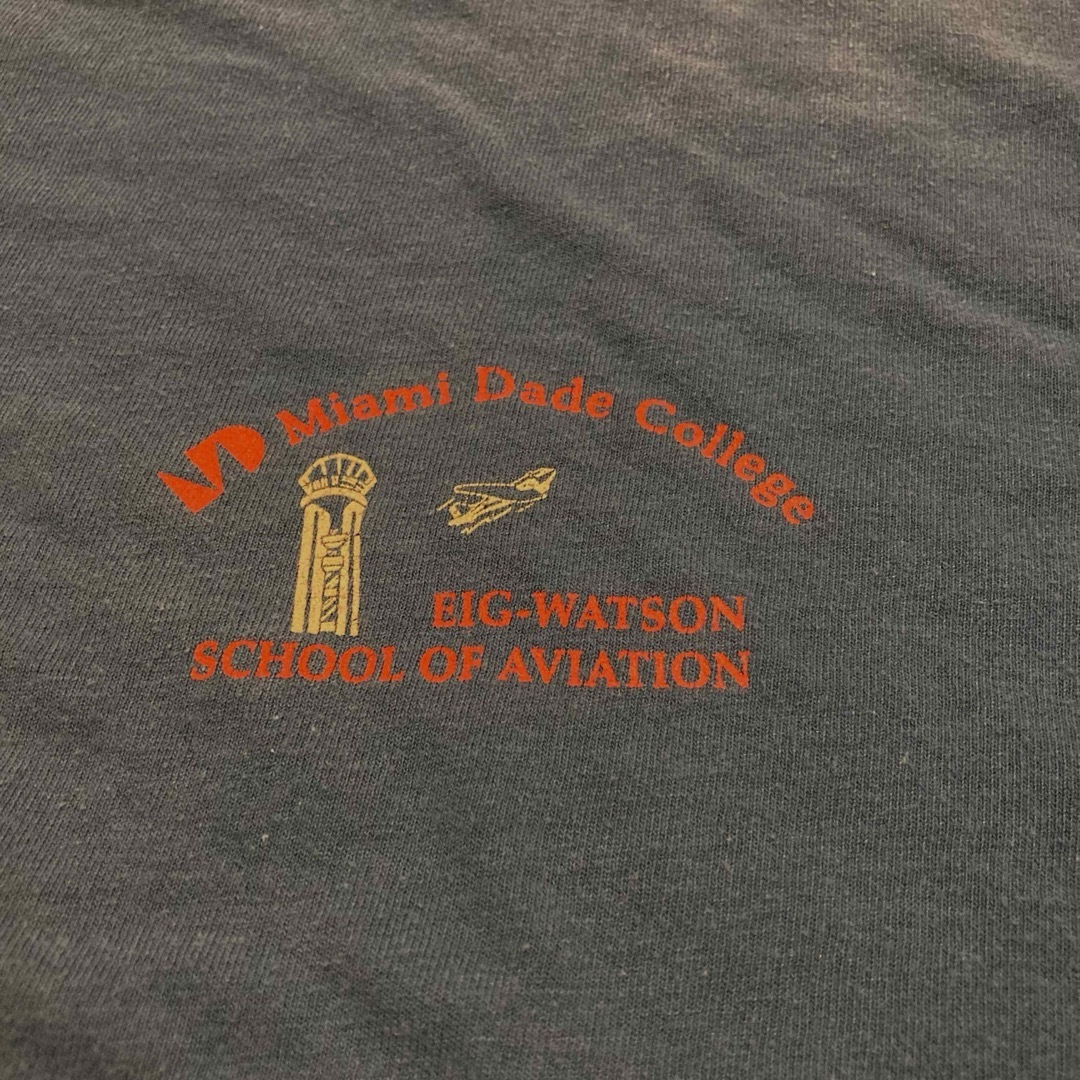 Miami Dade College
EIG-WATSON
SCHOOL OF AVIATION